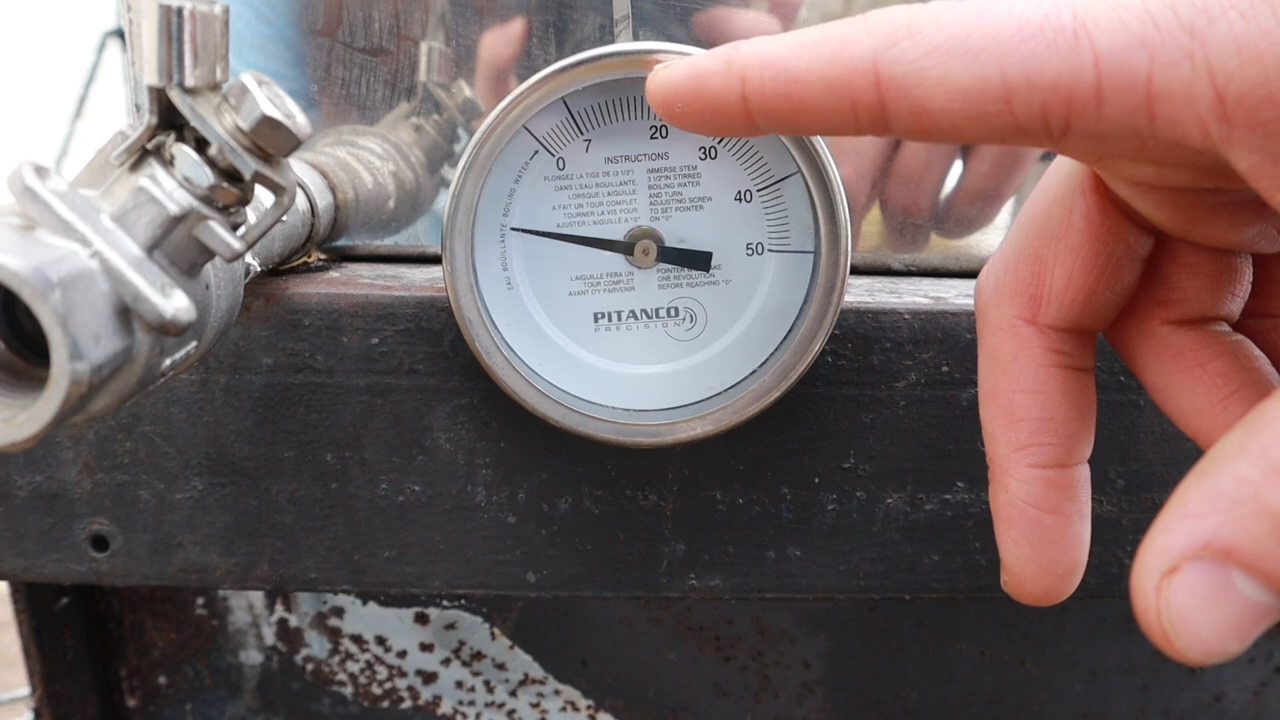 0
7
20
30
40
50
EAU BOUILLANTE - BOILING WATER
INSTRUCTIONS
PLONGEZ LA TIGE DE (3 1/2")
DANS L'EAU BOUILLANTE.
LORSQUE L'AIGUILLE
A FAIT UN TOUR COMPLET,
TOURNER LA VIS POUR
AJUSTER L'AIGUILLE A "0"
IMMERSE STEM
3 1/2"IN STIRRED
BOILING WATER
AND TURN
ADJUSTING SCREW
TO SET POINTER
ON "0"
L'AIGUILLE FERA UN
TOUR COMPLET
AVANT D'Y PARVENIR
POINTER
ONE REVOLUTION
BEFORE REACHING "0"
PITANCO
PRECISION